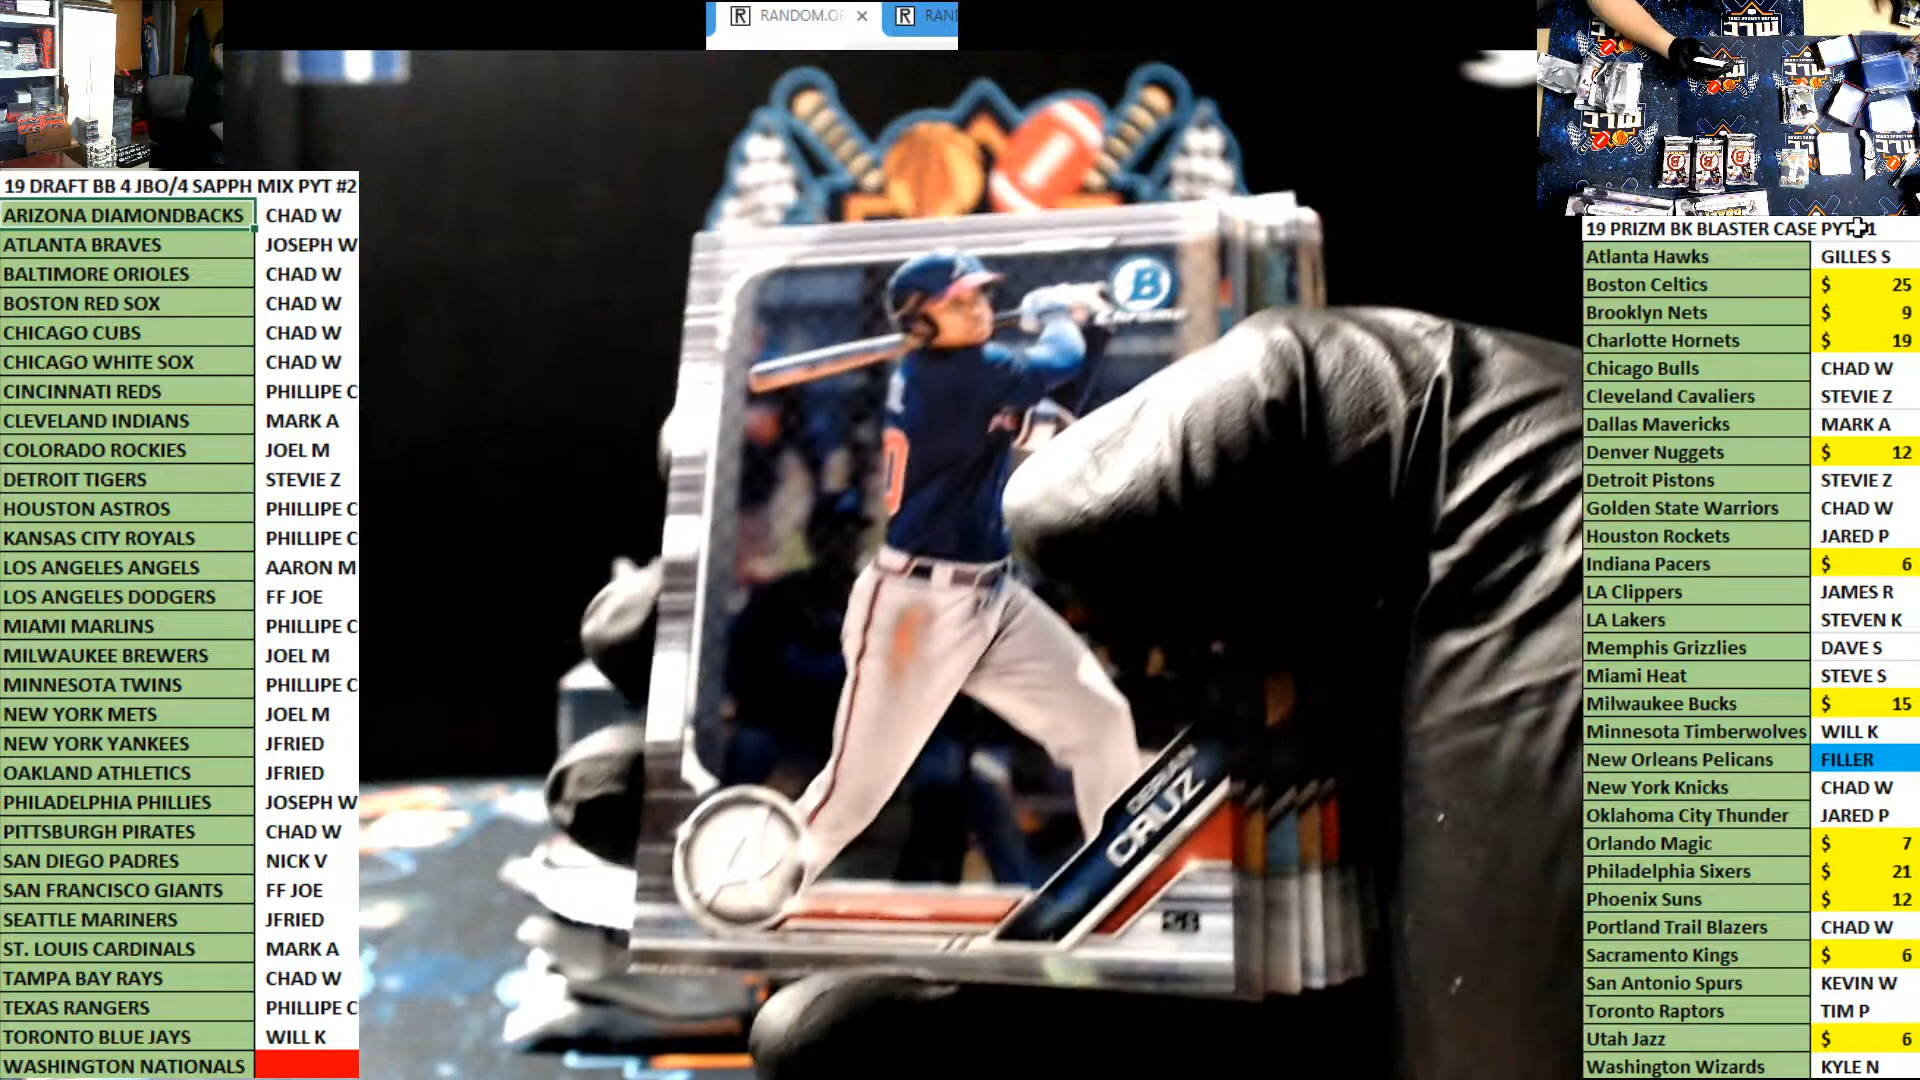 RANDOM.OR
RAND
19 DRAFT BB 4 JBO/4 SAPPH MIX PYT #2
ARIZONA DIAMONDBACKS CHAD W
ATLANTA BRAVES JOSEPH W
BALTIMORE ORIOLES CHAD W
BOSTON RED SOX CHAD W
CHICAGO CUBS CHAD W
CHICAGO WHITE SOX CHAD W
CINCINNATI REDS PHILLIPE C
CLEVELAND INDIANS MARK A
COLORADO ROCKIES JOEL M
DETROIT TIGERS STEVIE Z
HOUSTON ASTROS PHILLIPE C
KANSAS CITY ROYALS PHILLIPE C
LOS ANGELES ANGELS AARON M
LOS ANGELES DODGERS FF JOE
MIAMI MARLINS PHILLIPE C
MILWAUKEE BREWERS JOEL M
MINNESOTA TWINS PHILLIPE C
NEW YORK METS JOEL M
NEW YORK YANKEES JFRIED
OAKLAND ATHLETICS JFRIED
PHILADELPHIA PHILLIES JOSEPH W
PITTSBURGH PIRATES CHAD W
SAN DIEGO PADRES NICK V
SAN FRANCISCO GIANTS FF JOE
SEATTLE MARINERS JFRIED
ST. LOUIS CARDINALS MARK A
TAMPA BAY RAYS CHAD W
TEXAS RANGERS PHILLIPE C
TORONTO BLUE JAYS WILL K
WASHINGTON NATIONALS
B
Chrome
CRUZ
3B
19 PRIZM BK BLASTER CASE PYT 1
Atlanta Hawks GILLES S
Boston Celtics $ 25
Brooklyn Nets $ 9
Charlotte Hornets $ 19
Chicago Bulls CHAD W
Cleveland Cavaliers STEVIE Z
Dallas Mavericks MARK A
Denver Nuggets $ 12
Detroit Pistons STEVIE Z
Golden State Warriors CHAD W
Houston Rockets JARED P
Indiana Pacers $ 6
LA Clippers JAMES R
LA Lakers STEVEN K
Memphis Grizzlies DAVE S
Miami Heat STEVE S
Milwaukee Bucks $ 15
Minnesota Timberwolves WILL K
New Orleans Pelicans FILLER
New York Knicks CHAD W
Oklahoma City Thunder JARED P
Orlando Magic $ 7
Philadelphia Sixers $ 21
Phoenix Suns $ 12
Portland Trail Blazers CHAD W
Sacramento Kings $ 6
San Antonio Spurs KEVIN W
Toronto Raptors TIM P
Utah Jazz $ 6
Washington Wizards KYLE N